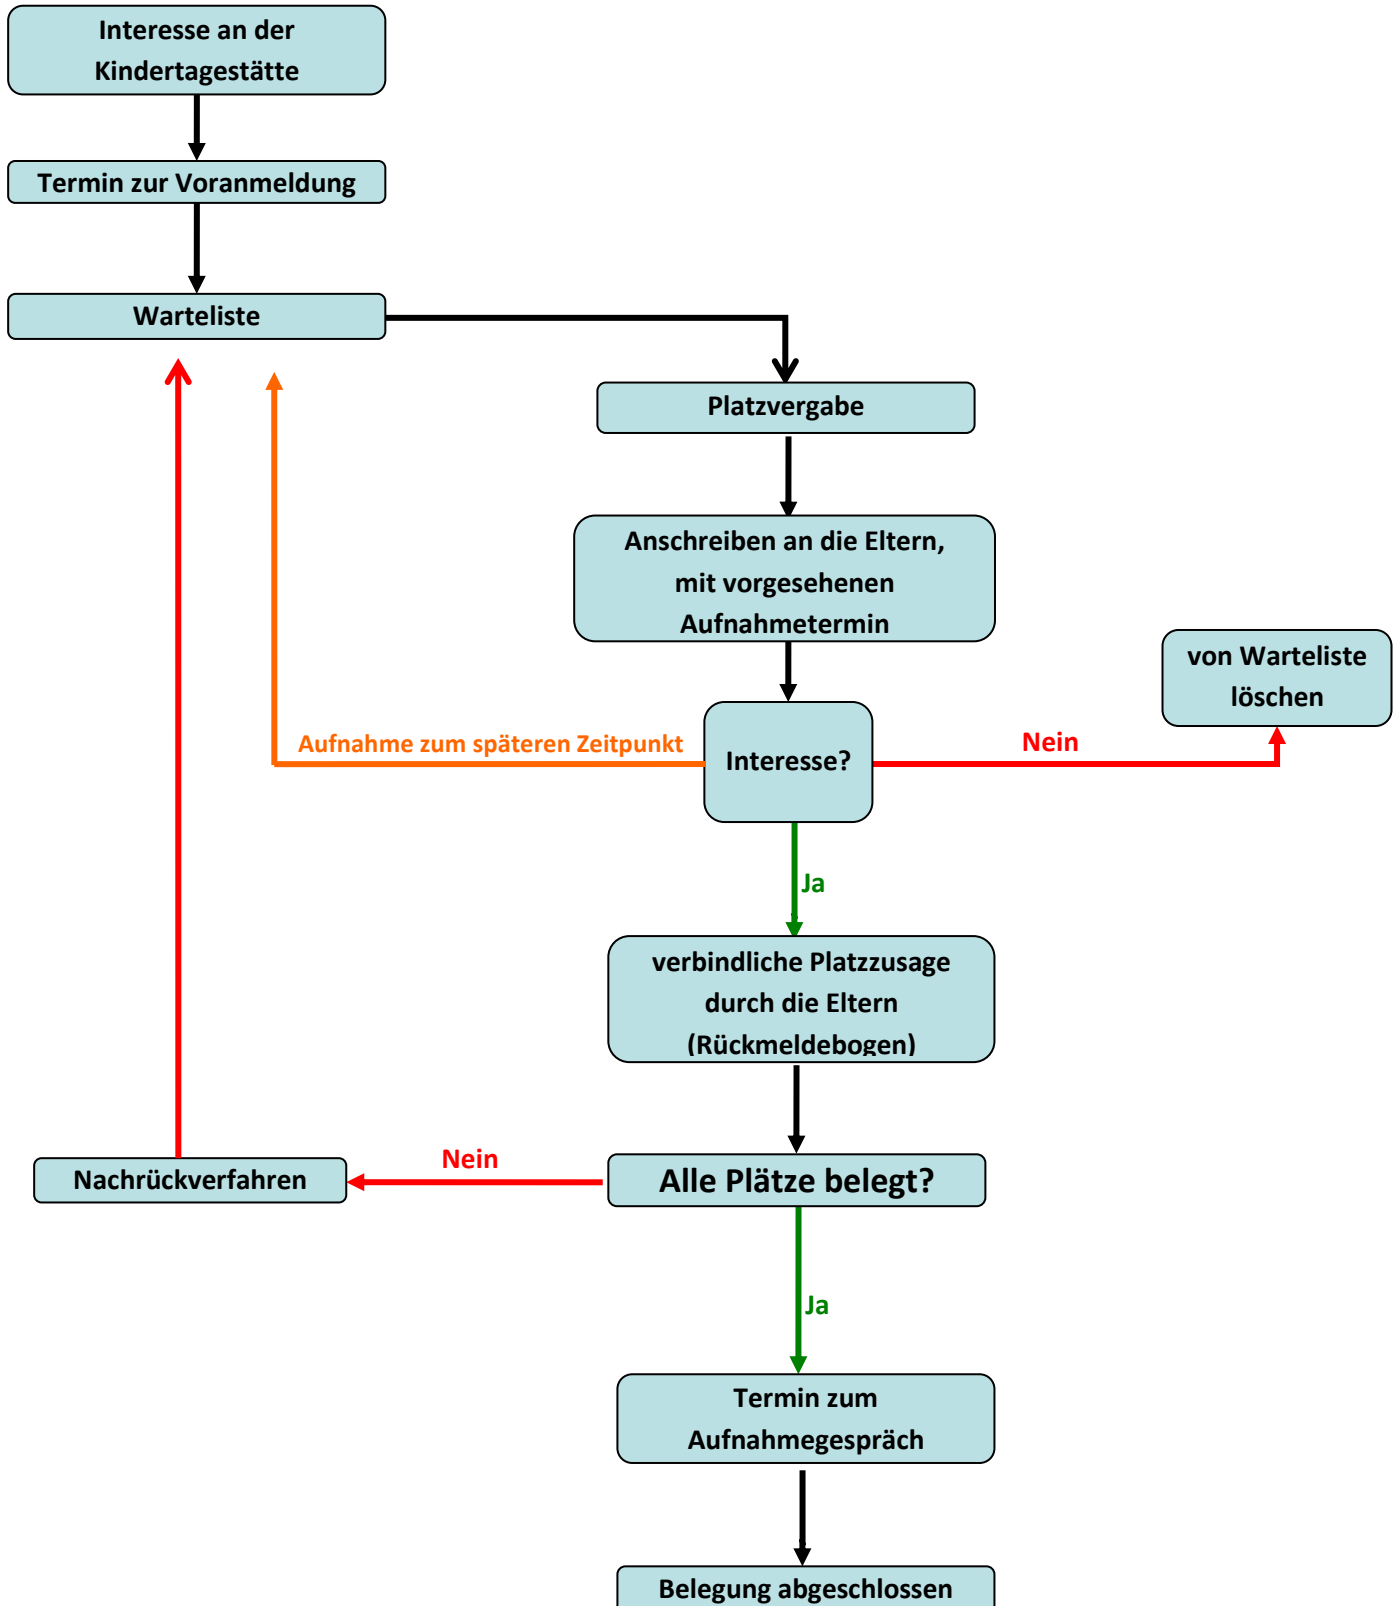 Interesse an der
Kindertagestätte
Termin zur Voranmeldung
Warteliste
Platzvergabe
Anschreiben an die Eltern,
mit vorgesehenen
Aufnahmetermin
von Warteliste
löschen
Aufnahme zum späteren Zeitpunkt
Interesse?
Nein
Ja
verbindliche Platzzusage
durch die Eltern
(Rückmeldebogen)
Nachrückverfahren
Nein
Alle Plätze belegt?
Ja
Termin zum
Aufnahmegespräch
Belegung abgeschlossen